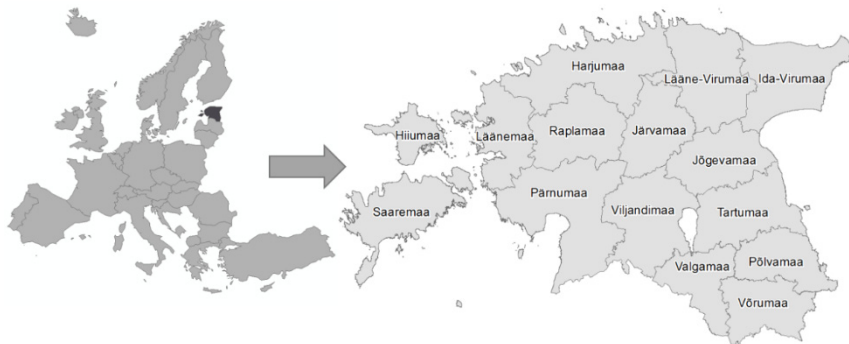 Harjumaa
Lääne-Virumaa
Ida-Virumaa
Hiiumaa
Läänemaa
Raplamaa
Järvamaa
Jõgevamaa
Saaremaa
Pärnumaa
Viljandimaa
Tartumaa
Valgamaa
Põlvamaa
Võrumaa